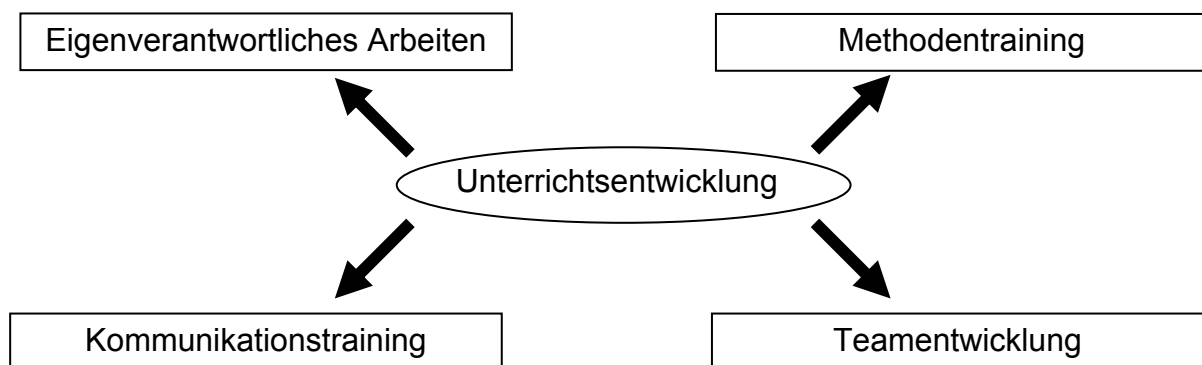 Eigenverantwortliches Arbeiten
Methodentraining
Unterrichtsentwicklung
Kommunikationstraining
Teamentwicklung